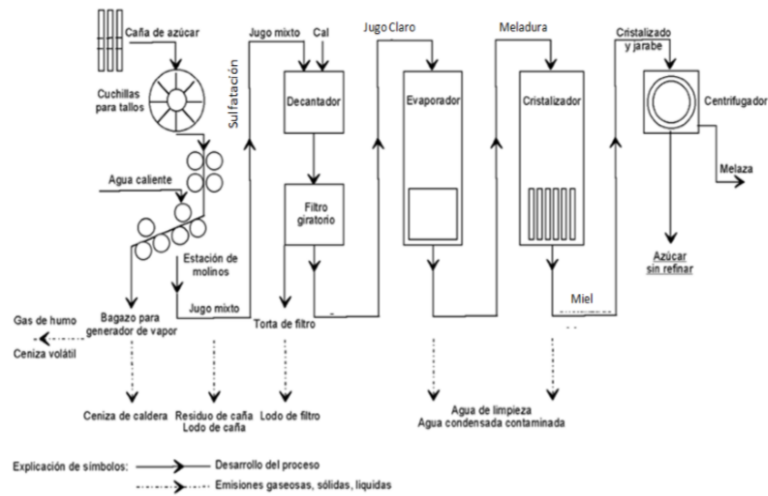 Caña de azúcar
Cuchillas
para tallos
Agua caliente
Estación de
molinos
Jugo mixto
Bagazo para
generador de vapor
Gas de humo
Ceniza volátil
Sulfatación
Jugo mixto
Cal
Decantador
Filtro
giratorio
Torta de filtro
Jugo Claro
Evaporador
Meladura
Cristalizador
Miel
Cristalizado
y jarabe
Centrifugador
Melaza
Azúcar
sin refinar
Ceniza de caldera
Residuo de caña
Lodo de caña
Lodo de filtro
Agua de limpieza
Agua condensada contaminada
Explicación de símbolos:
Desarrollo del proceso
Emisiones gaseosas, sólidas, líquidas